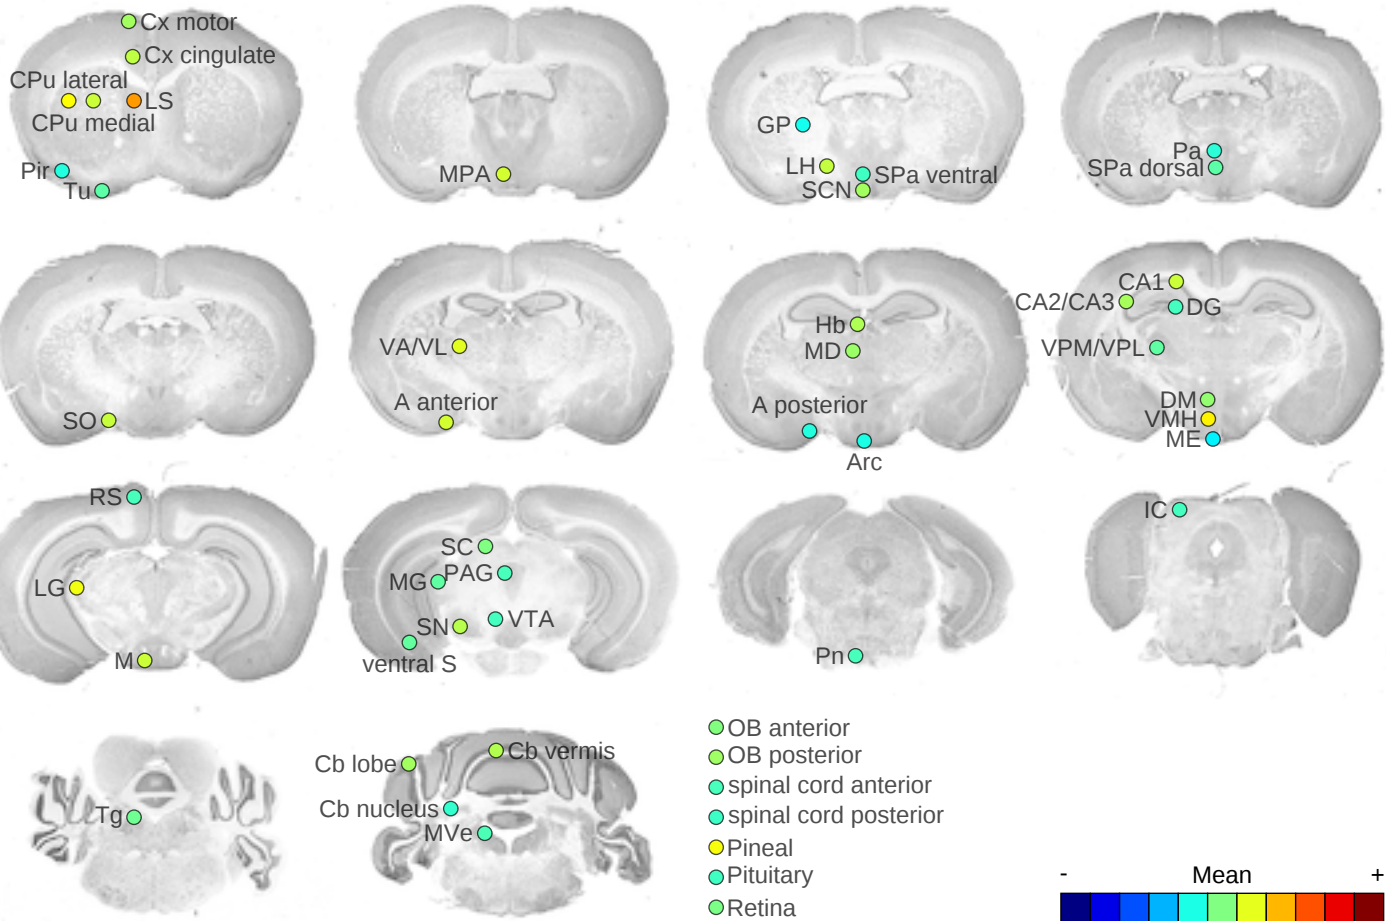 Cx motor
Cx cingulate
CPu lateral
LS
CPu medial
Pir
Tu
MPA
GP
LH
SPa ventral
SCN
Pa
SPa dorsal
SO
VA/VL
A anterior
Hb
MD
A posterior
Arc
CA1
CA2/CA3
DG
VPM/VPL
DM
VMH
ME
RS
LG
M
SC
MG
PAG
SN
VTA
ventral S
Pn
IC
Tg
Cb lobe
Cb vermis
Cb nucleus
MVe
OB anterior
OB posterior
spinal cord anterior
spinal cord posterior
Pineal
Pituitary
Retina
- Mean +